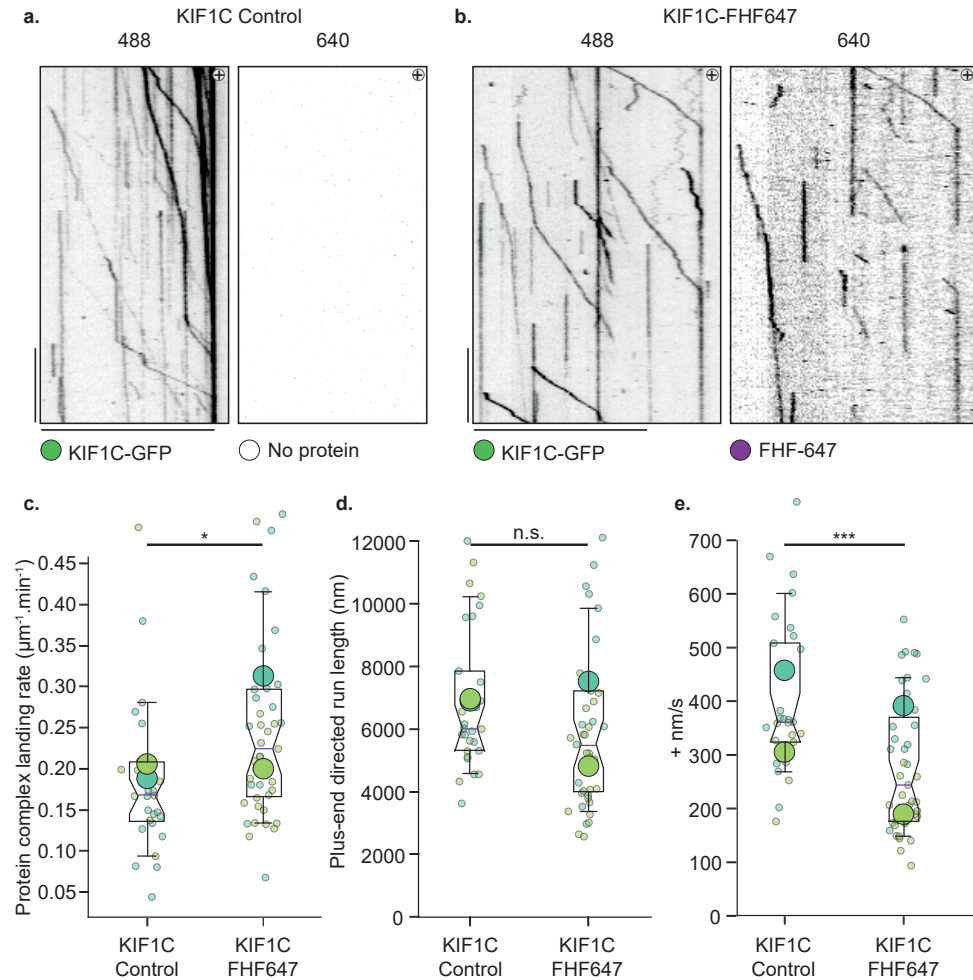 a.
KIF1C Control
488
640
b.
KIF1C-FHF647
488
640
KIF1C-GFP
No protein
KIF1C-GFP
FHF-647
c.
*
Protein complex landing rate (µm-1.min-1)
0.45
0.40
0.35
0.30
0.25
0.20
0.15
0.10
0.05
KIF1C
Control
KIF1C
FHF647
d.
n.s.
Plus-end directed run length (nm)
12000
10000
8000
6000
4000
2000
0
KIF1C
Control
KIF1C
FHF647
e.
***
+ nm/s
700
600
500
400
300
200
100
0
KIF1C
Control
KIF1C
FHF647